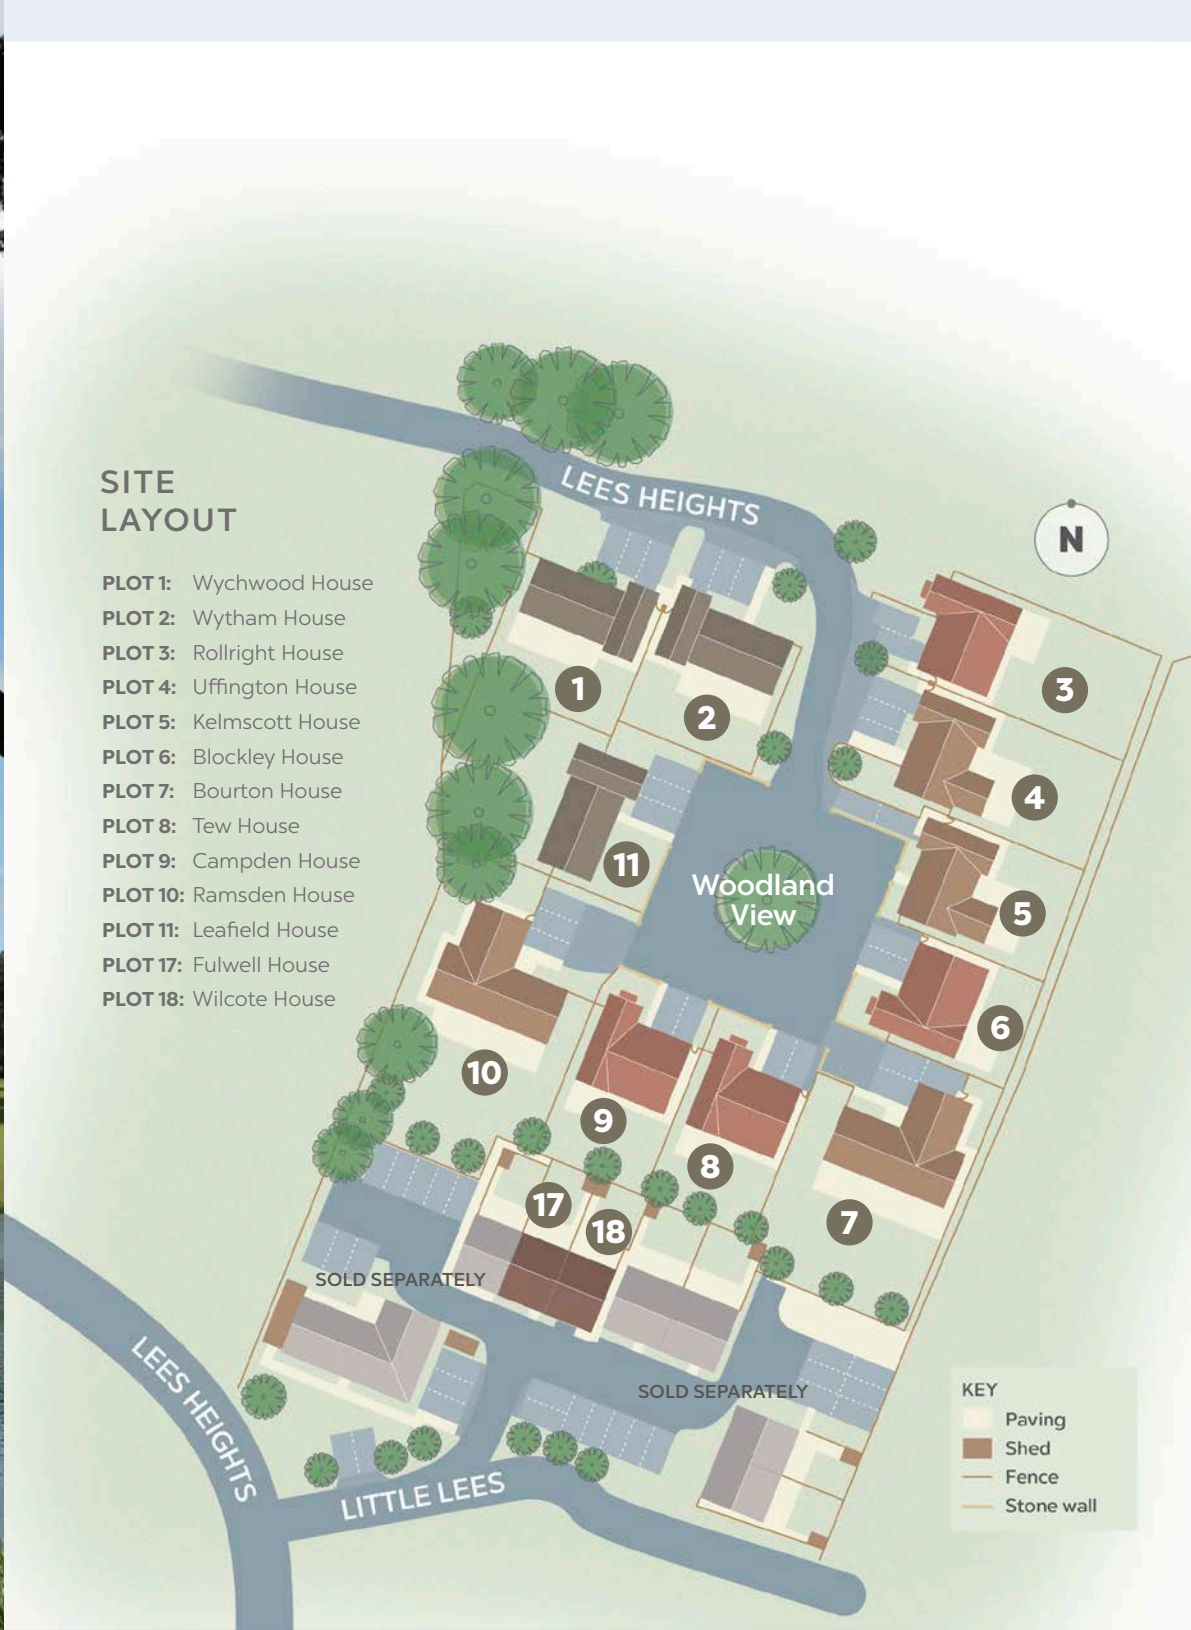 SITE
LAYOUT
PLOT 1: Wychwood House
PLOT 2: Wytham House
PLOT 3: Rollright House
PLOT 4: Uffington House
PLOT 5: Kelmscott House
PLOT 6: Blockley House
PLOT 7: Bourton House
PLOT 8: Tew House
PLOT 9: Campden House
PLOT 10: Ramsden House
PLOT 11: Leafield House
PLOT 17: Fulwell House
PLOT 18: Wilcote House
LEES HEIGHTS
N
1
2
3
4
11
Woodland
View
5
6
10
9
8
17
18
7
SOLD SEPARATELY
SOLD SEPARATELY
LEES HEIGHTS
LITTLE LEES
KEY
Paving
Shed
Fence
Stone wall